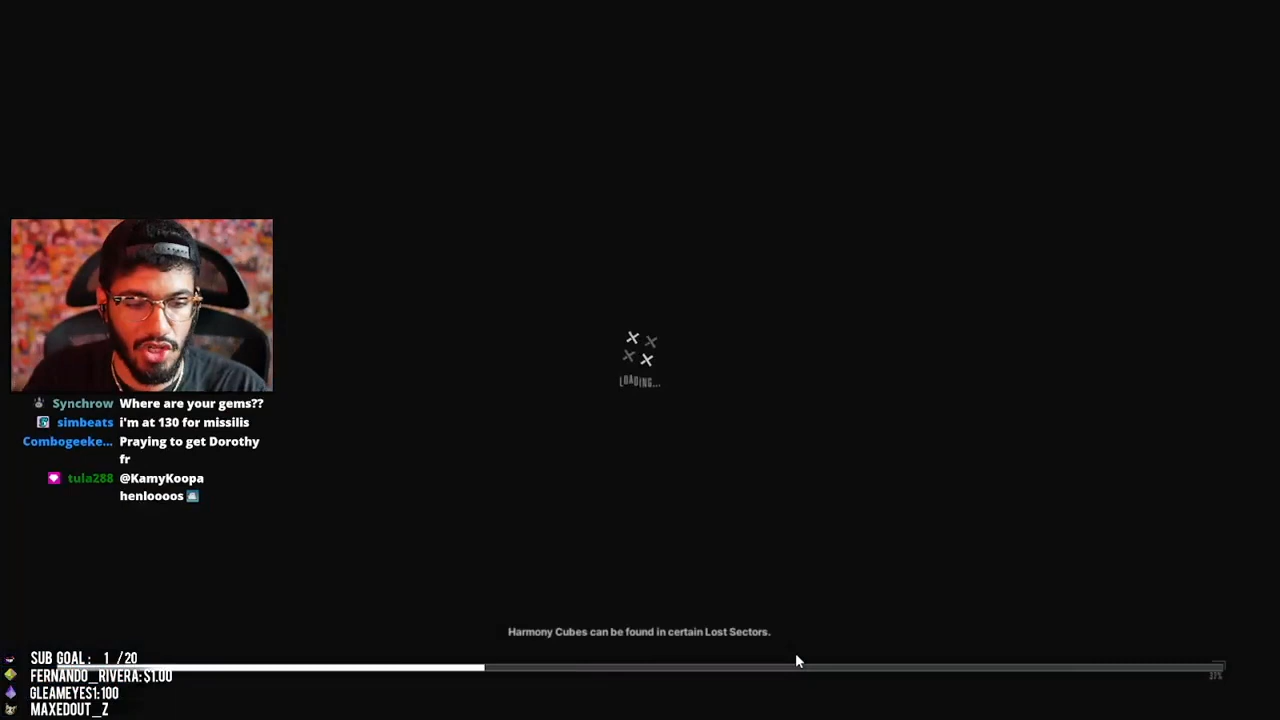 LOADING...
Synchrow Where are your gems??
simbeats i'm at 130 for missilis
Combogeeke... Praying to get Dorothy
fr
tula288 @KamyKoopa
henloooos
Harmony Cubes can be found in certain Lost Sectors.
SUB GOAL: 1 /20
FERNANDO_RIVERA:$1.00
37%
GLEAMEYES1:100
MAXEDOUT_Z